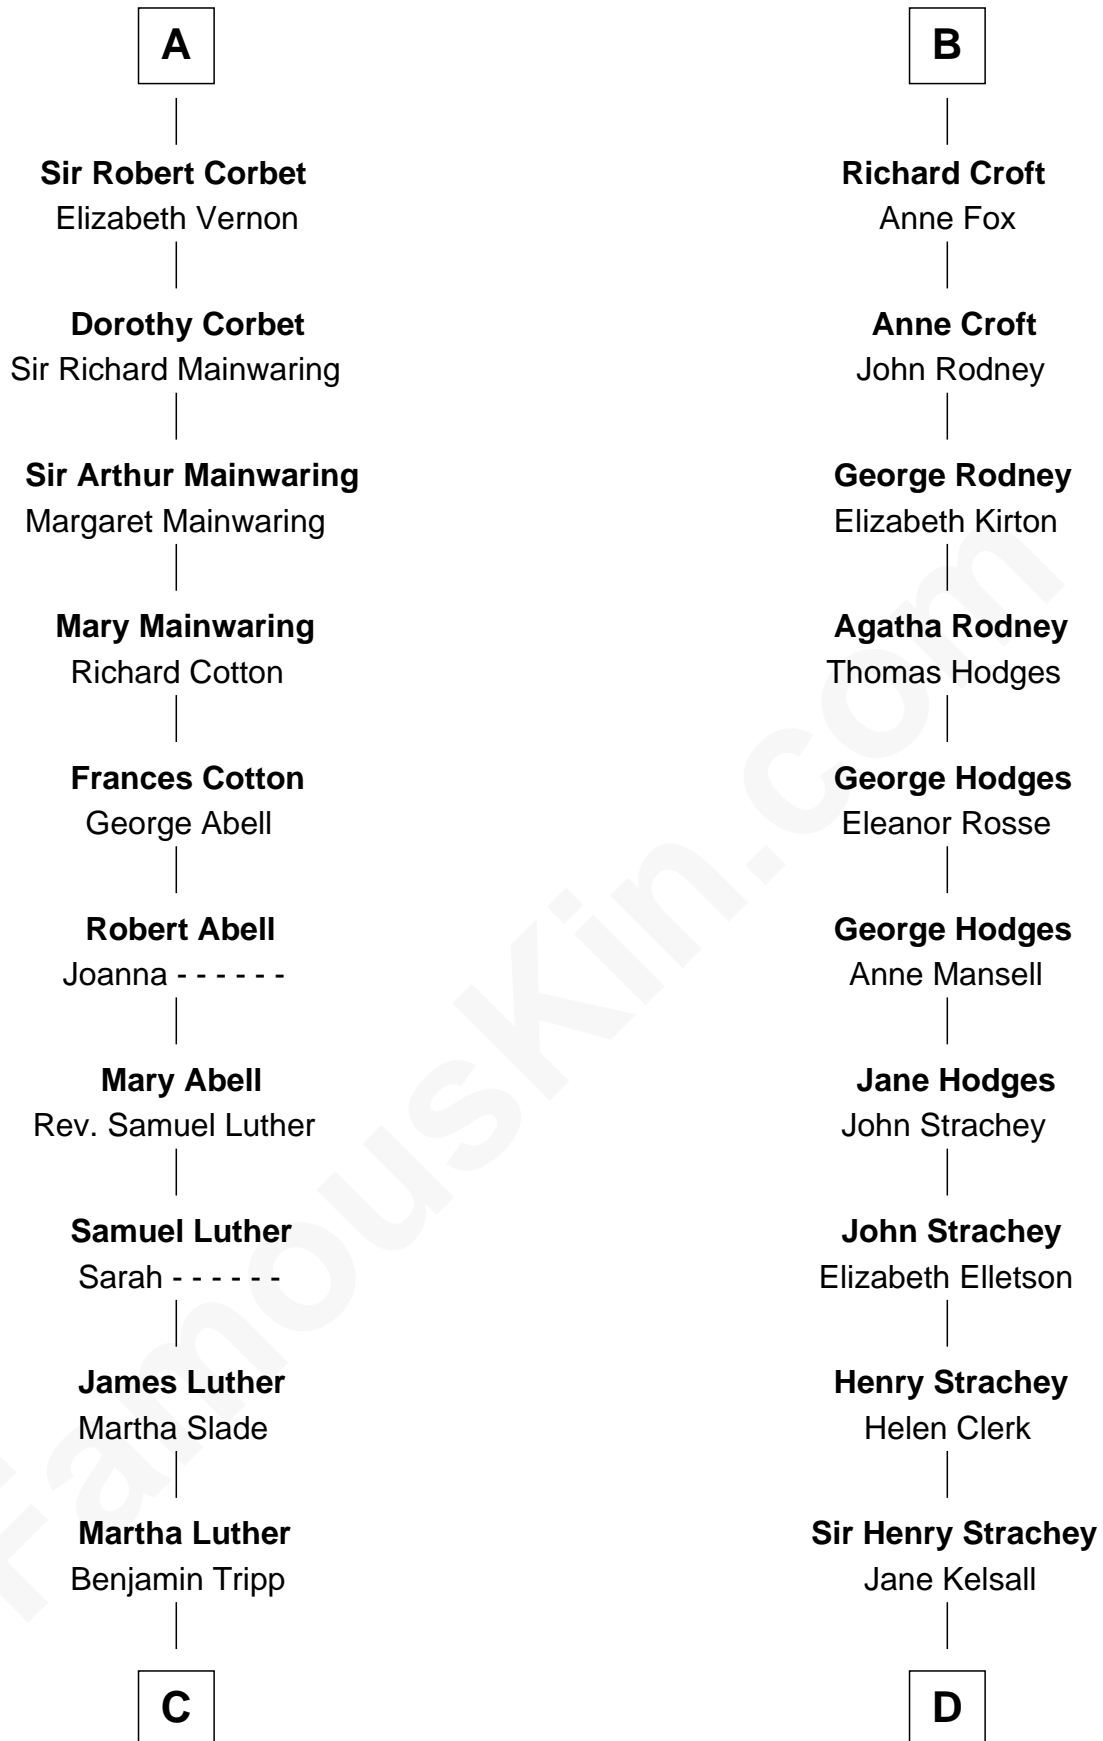 A
Sir Robert Corbet
Elizabeth Vernon
Dorothy Corbet
Sir Richard Mainwaring
Sir Arthur Mainwaring
Margaret Mainwaring
Mary Mainwaring
Richard Cotton
Frances Cotton
George Abell
Robert Abell
Joanna - - - - - -
Mary Abell
Rev. Samuel Luther
Samuel Luther
Sarah - - - - - -
James Luther
Martha Slade
Martha Luther
Benjamin Tripp
C
B
Richard Croft
Anne Fox
Anne Croft
John Rodney
George Rodney
Elizabeth Kirton
Agatha Rodney
Thomas Hodges
George Hodges
Eleanor Rosse
George Hodges
Anne Mansell
Jane Hodges
John Strachey
John Strachey
Elizabeth Elletson
Henry Strachey
Helen Clerk
Sir Henry Strachey
Jane Kelsall
D
FamousKin.com